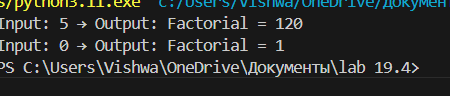 s/python3.11.exe" c:/Users/Vishwa/OneDrive/Докумен
Input: 5 → Output: Factorial = 120
Input: 0 → Output: Factorial = 1
PS C:\Users\Vishwa\OneDrive\Документы\lab 19.4>